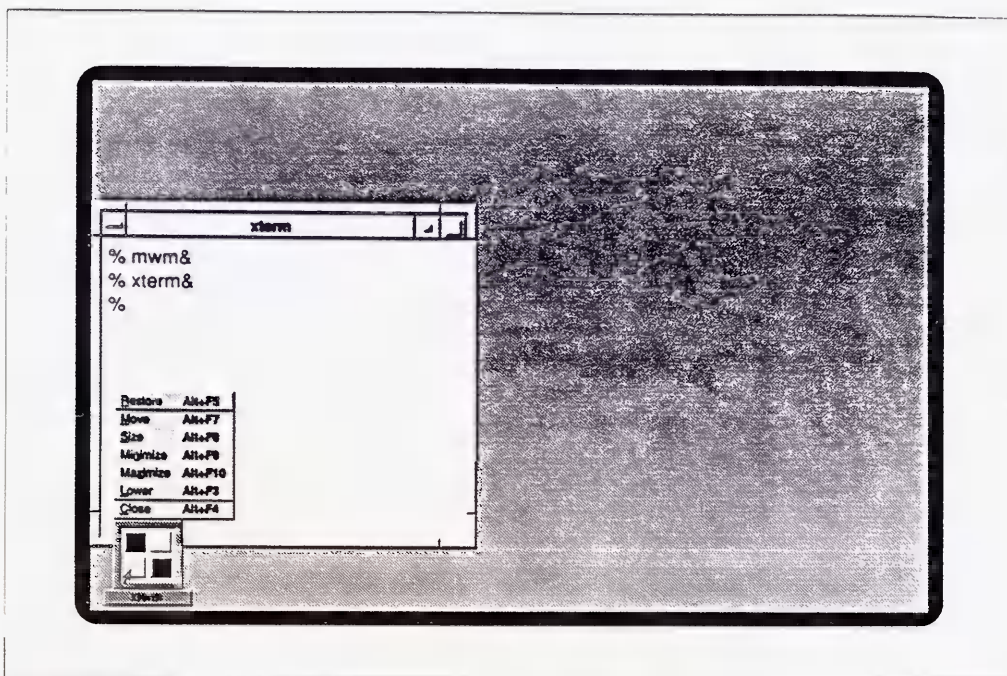 xterm
% mwm&
% xterm&
%
Restore Alt+F5
Move Alt+F7
Size Alt+F8
Minimize Alt+F9
Maximize Alt+F10
Lower Alt+F3
Close Alt+F4
xterm